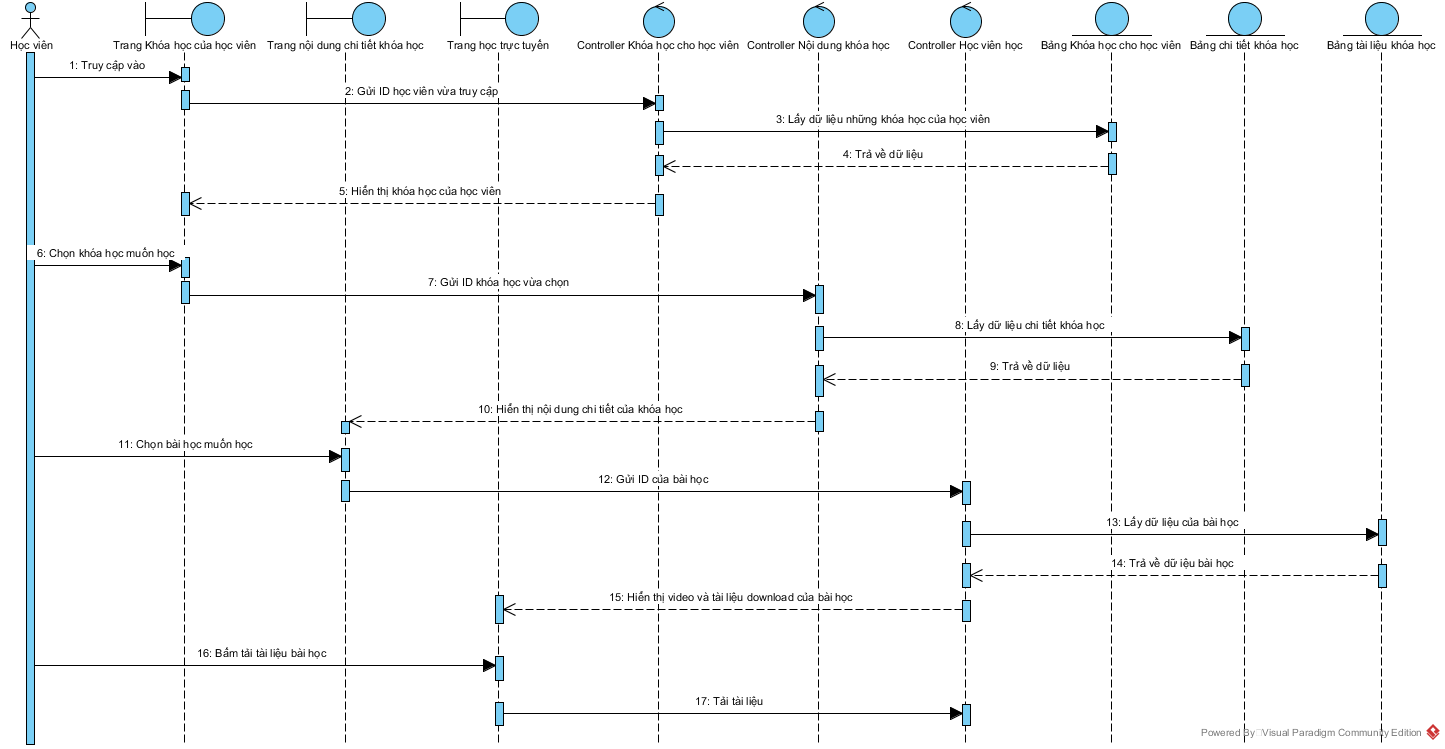 Học viên
Trang Khóa học của học viên
Trang nội dung chi tiết khóa học
Trang học trực tuyến
Controller Khóa học cho học viên
Controller Nội dung khóa học
Controller Học viên học
Bảng Khóa học cho học viên
Bảng chi tiết khóa học
Bảng tài liệu khóa học
1: Truy cập vào
2: Gửi ID học viên vừa truy cập
3: Lấy dữ liệu những khóa học của học viên
4: Trả về dữ liệu
5: Hiển thị khóa học của học viên
6: Chọn khóa học muốn học
7: Gửi ID khóa học vừa chọn
8: Lấy dữ liệu chi tiết khóa học
9: Trả về dữ liệu
10: Hiển thị nội dung chi tiết của khóa học
11: Chọn bài học muốn học
12: Gửi ID của bài học
13: Lấy dữ liệu của bài học
14: Trả về dữ iệu bài học
15: Hiển thị video và tài liệu download của bài học
16: Bấm tải tài liệu bài học
17: Tải tài liệu
Powered By Visual Paradigm Community Edition